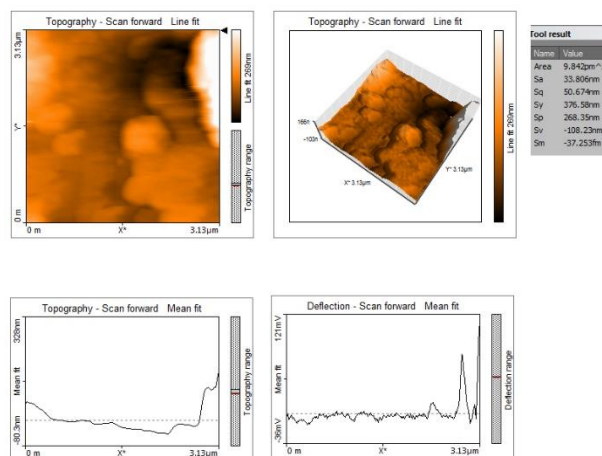 Topography - Scan forward Line fit
3.13µm
Y*
0 m
0 m X* 3.13µm
Line fit 269nm
Topography range
Topography - Scan forward Line fit
166n
-103n
X* 3.13µm
Y* 3.13µm
Line fit 269nm
Tool result
Name Value
Area 9.842pm^
Sa 33.806nm
Sq 50.674nm
Sy 376.58nm
Sp 268.35nm
Sv -108.23nm
Sm -37.253fm
Topography - Scan forward Mean fit
328nm
Mean fit
-80.3nm
0 m X* 3.13µm
Topography range
Deflection - Scan forward Mean fit
121mV
Mean fit
-36mV
0 m X* 3.13µm
Deflection range